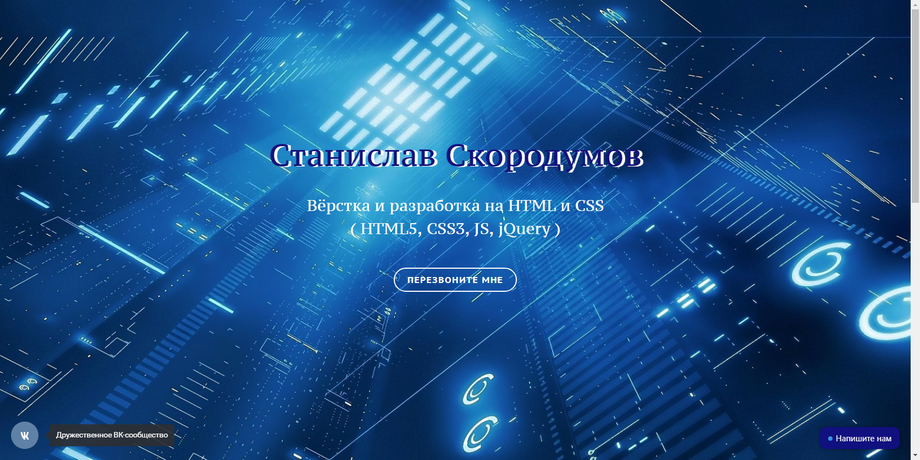 Станислав Скородумов
Вёрстка и разработка на HTML и CSS
( HTML5, CSS3, JS, jQuery )
ПЕРЕЗВОНИТЕ МНЕ
Дружественное ВК-сообщество
Напишите нам